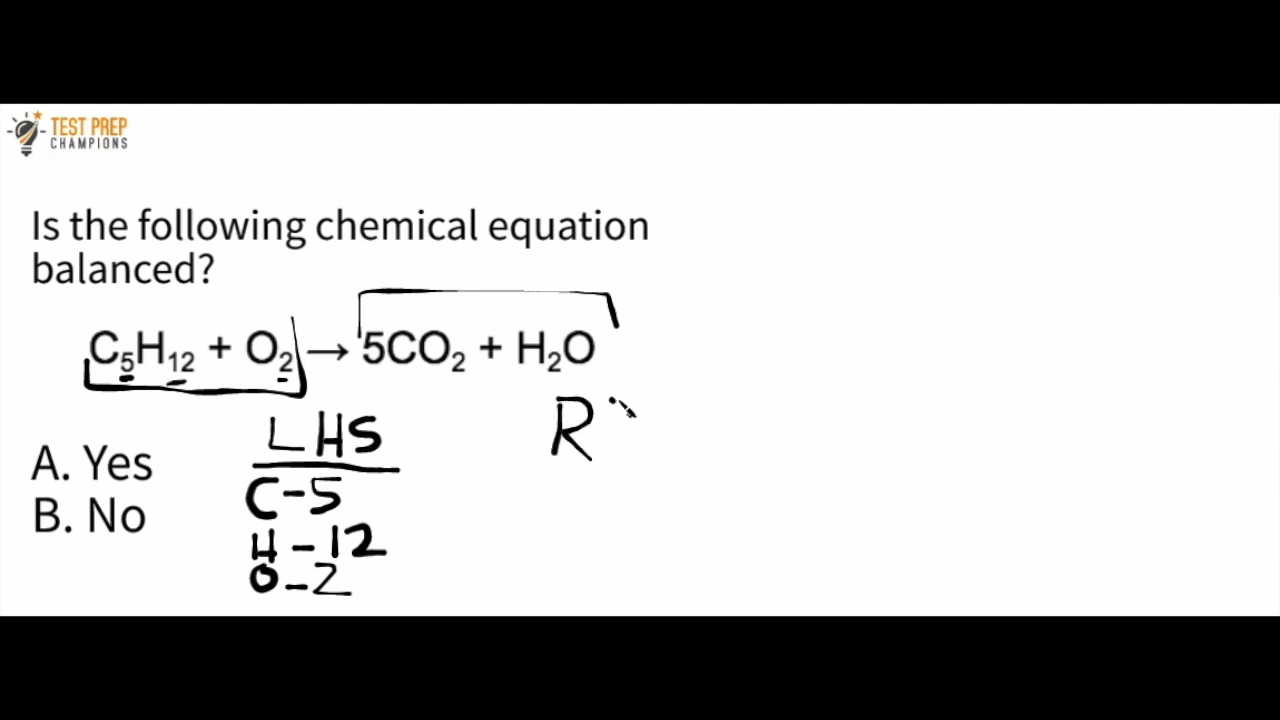 TEST PREP
CHAMPIONS
Is the following chemical equation
balanced?
C₅H₁₂ + O₂ → 5CO₂ + H₂O
LHS
R
A. Yes
C-5
B. No
H-12
O-2